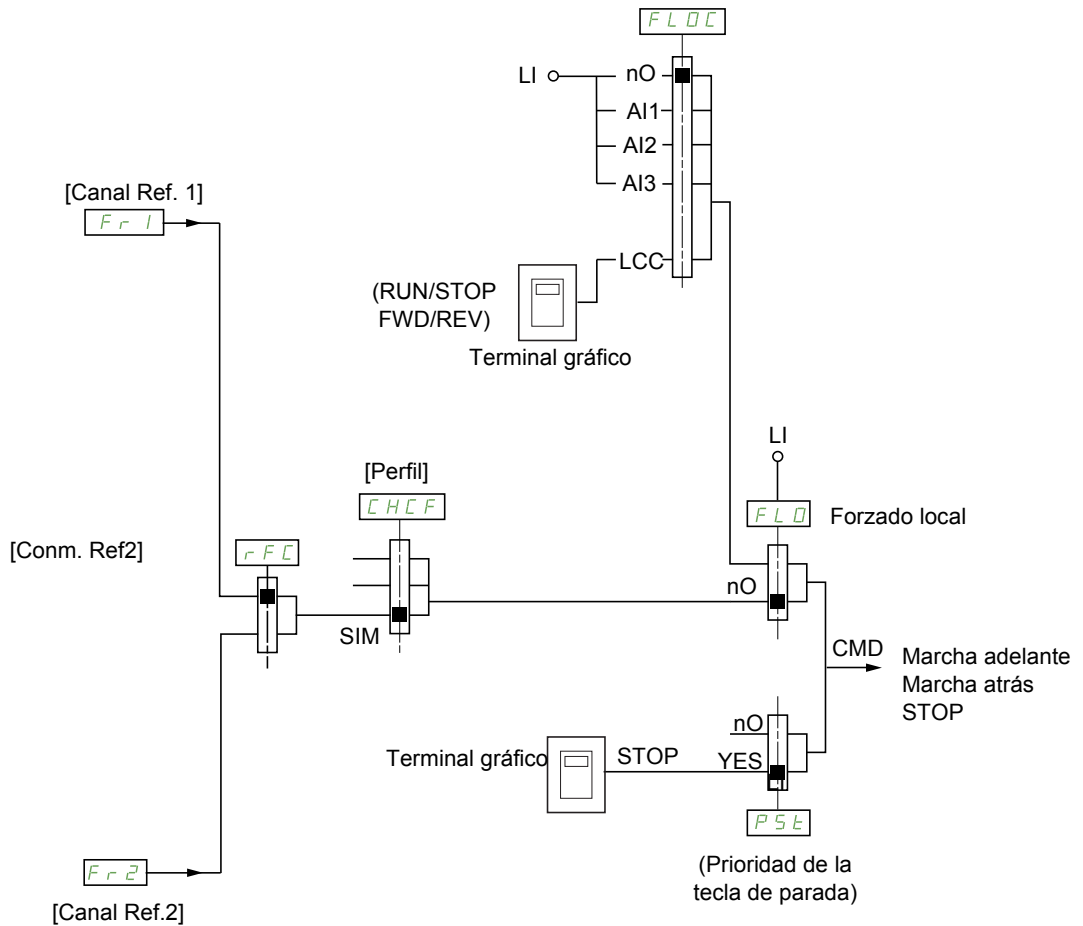 FLOC
LI
nO
AI1
AI2
AI3
LCC
[Canal Ref. 1]
Fr1
(RUN/STOP
FWD/REV)
Terminal gráfico
LI
[Perfil]
CHCF
FLO
Forzado local
[Conm. Ref2]
rFC
nO
SIM
CMD
Marcha adelante
Marcha atrás
STOP
nO
Terminal gráfico
STOP
YES
LI
PSt
Fr2
(Prioridad de la
tecla de parada)
[Canal Ref.2]